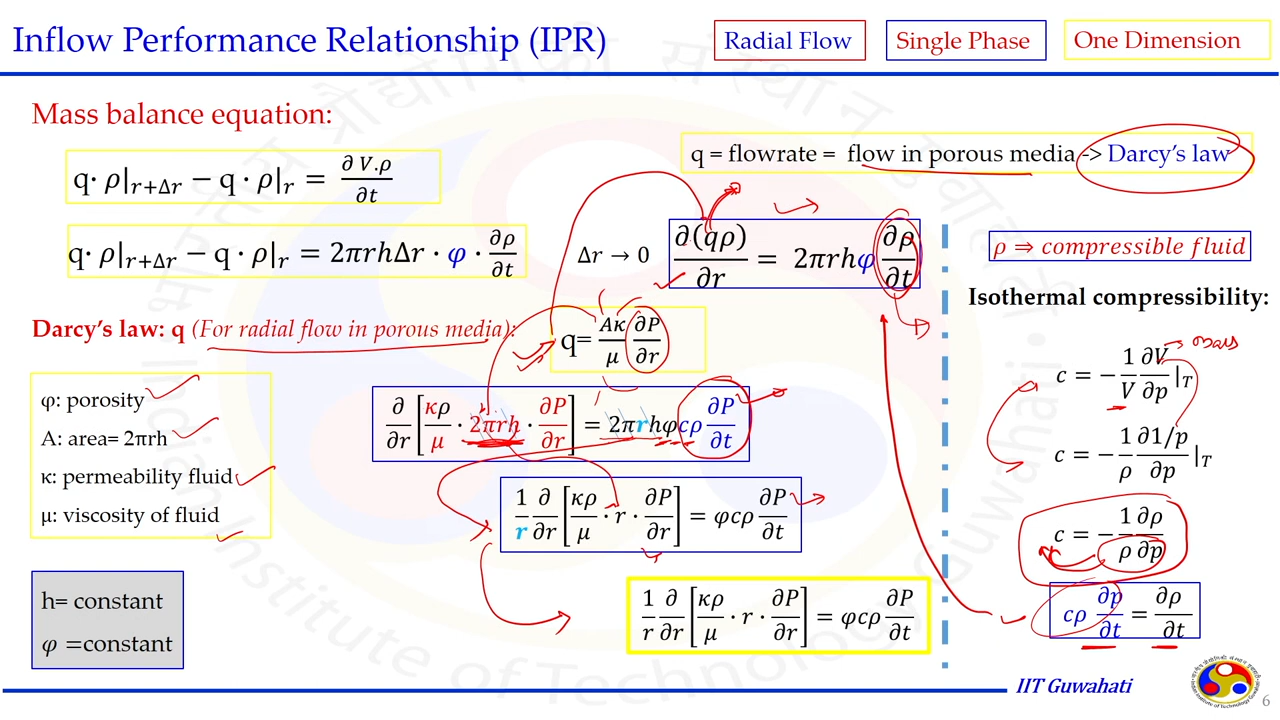 Inflow Performance Relationship (IPR)
Radial Flow
Single Phase
One Dimension
Mass balance equation:
q· ρ|r+Δr − q · ρ|r = ∂ V.ρ / ∂t
q· ρ|r+Δr − q · ρ|r = 2πrhΔr · φ · ∂ρ/∂t
Δr → 0
q = flowrate = flow in porous media -> Darcy's law
∂(qρ)/∂r = 2πrhφ ∂ρ/∂t
ρ ⇒ compressible fluid
Darcy's law: q (For radial flow in porous media):
q= Aκ/μ ∂P/∂r
φ: porosity
A: area= 2πrh
κ: permeability fluid
μ: viscosity of fluid
h= constant
φ =constant
∂/∂r [κρ/μ · 2πrh · ∂P/∂r] = 2πrhφcρ ∂P/∂t
1/r ∂/∂r [κρ/μ · r · ∂P/∂r] = φcρ ∂P/∂t
1/r ∂/∂r [κρ/μ · r · ∂P/∂r] = φcρ ∂P/∂t
Isothermal compressibility:
c = − 1/V ∂V/∂p |T
c = − 1/ρ ∂1/p/∂p |T
c = − 1/ρ ∂ρ/∂p
cρ ∂p/∂t = ∂ρ/∂t
IIT Guwahati
6